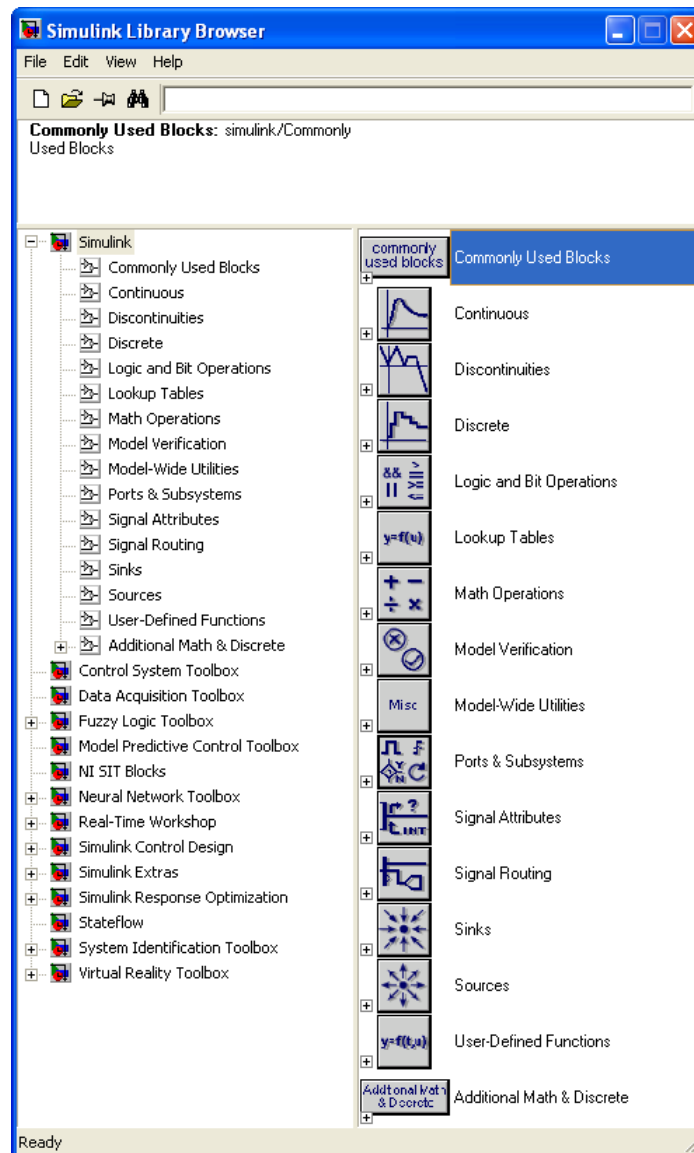 Simulink Library Browser
File Edit View Help
Commonly Used Blocks: simulink/Commonly
Used Blocks
Simulink
Commonly Used Blocks
Continuous
Discontinuities
Discrete
Logic and Bit Operations
Lookup Tables
Math Operations
Model Verification
Model-Wide Utilities
Ports & Subsystems
Signal Attributes
Signal Routing
Sinks
Sources
User-Defined Functions
Additional Math & Discrete
Control System Toolbox
Data Acquisition Toolbox
Fuzzy Logic Toolbox
Model Predictive Control Toolbox
NI SIT Blocks
Neural Network Toolbox
Real-Time Workshop
Simulink Control Design
Simulink Extras
Simulink Response Optimization
Stateflow
System Identification Toolbox
Virtual Reality Toolbox
commonly
used blocks
Commonly Used Blocks
Continuous
Discontinuities
Discrete
&& > =
|| >= <=
Logic and Bit Operations
y=f(u)
Lookup Tables
+ −
÷ ×
Math Operations
Model Verification
Misc
Model-Wide Utilities
Y
N
Ports & Subsystems
?
t INT
Signal Attributes
Signal Routing
Sinks
Sources
y=f(t,u)
User-Defined Functions
Additional Math
& Discrete
Additional Math & Discrete
Ready